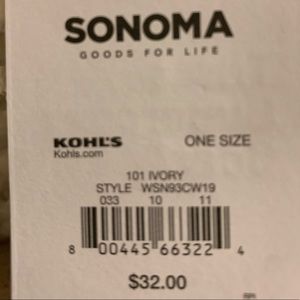 SONOMA
GOODS FOR LIFE
KOHL'S ONE SIZE
Kohls.com
101 IVORY
STYLE WSN93CW19
033 10 11
8 00445 66322 4
$32.00